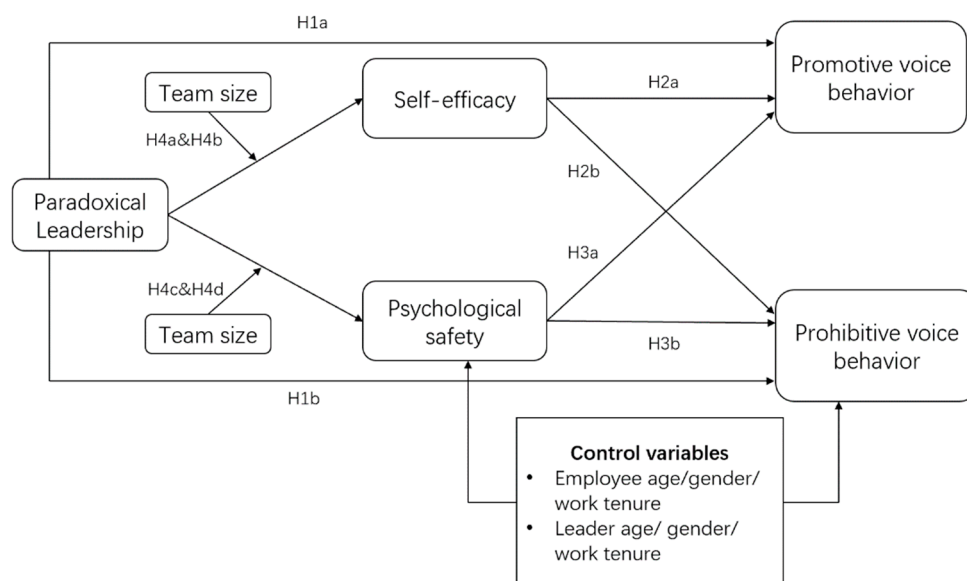 H1a
Promotive voice
behavior
Team size
Self-efficacy
H2a
H4a&H4b
H2b
Paradoxical
Leadership
H3a
H4c&H4d
Team size
Psychological
safety
H3b
Prohibitive voice
behavior
H1b
Control variables
• Employee age/gender/
work tenure
• Leader age/ gender/
work tenure